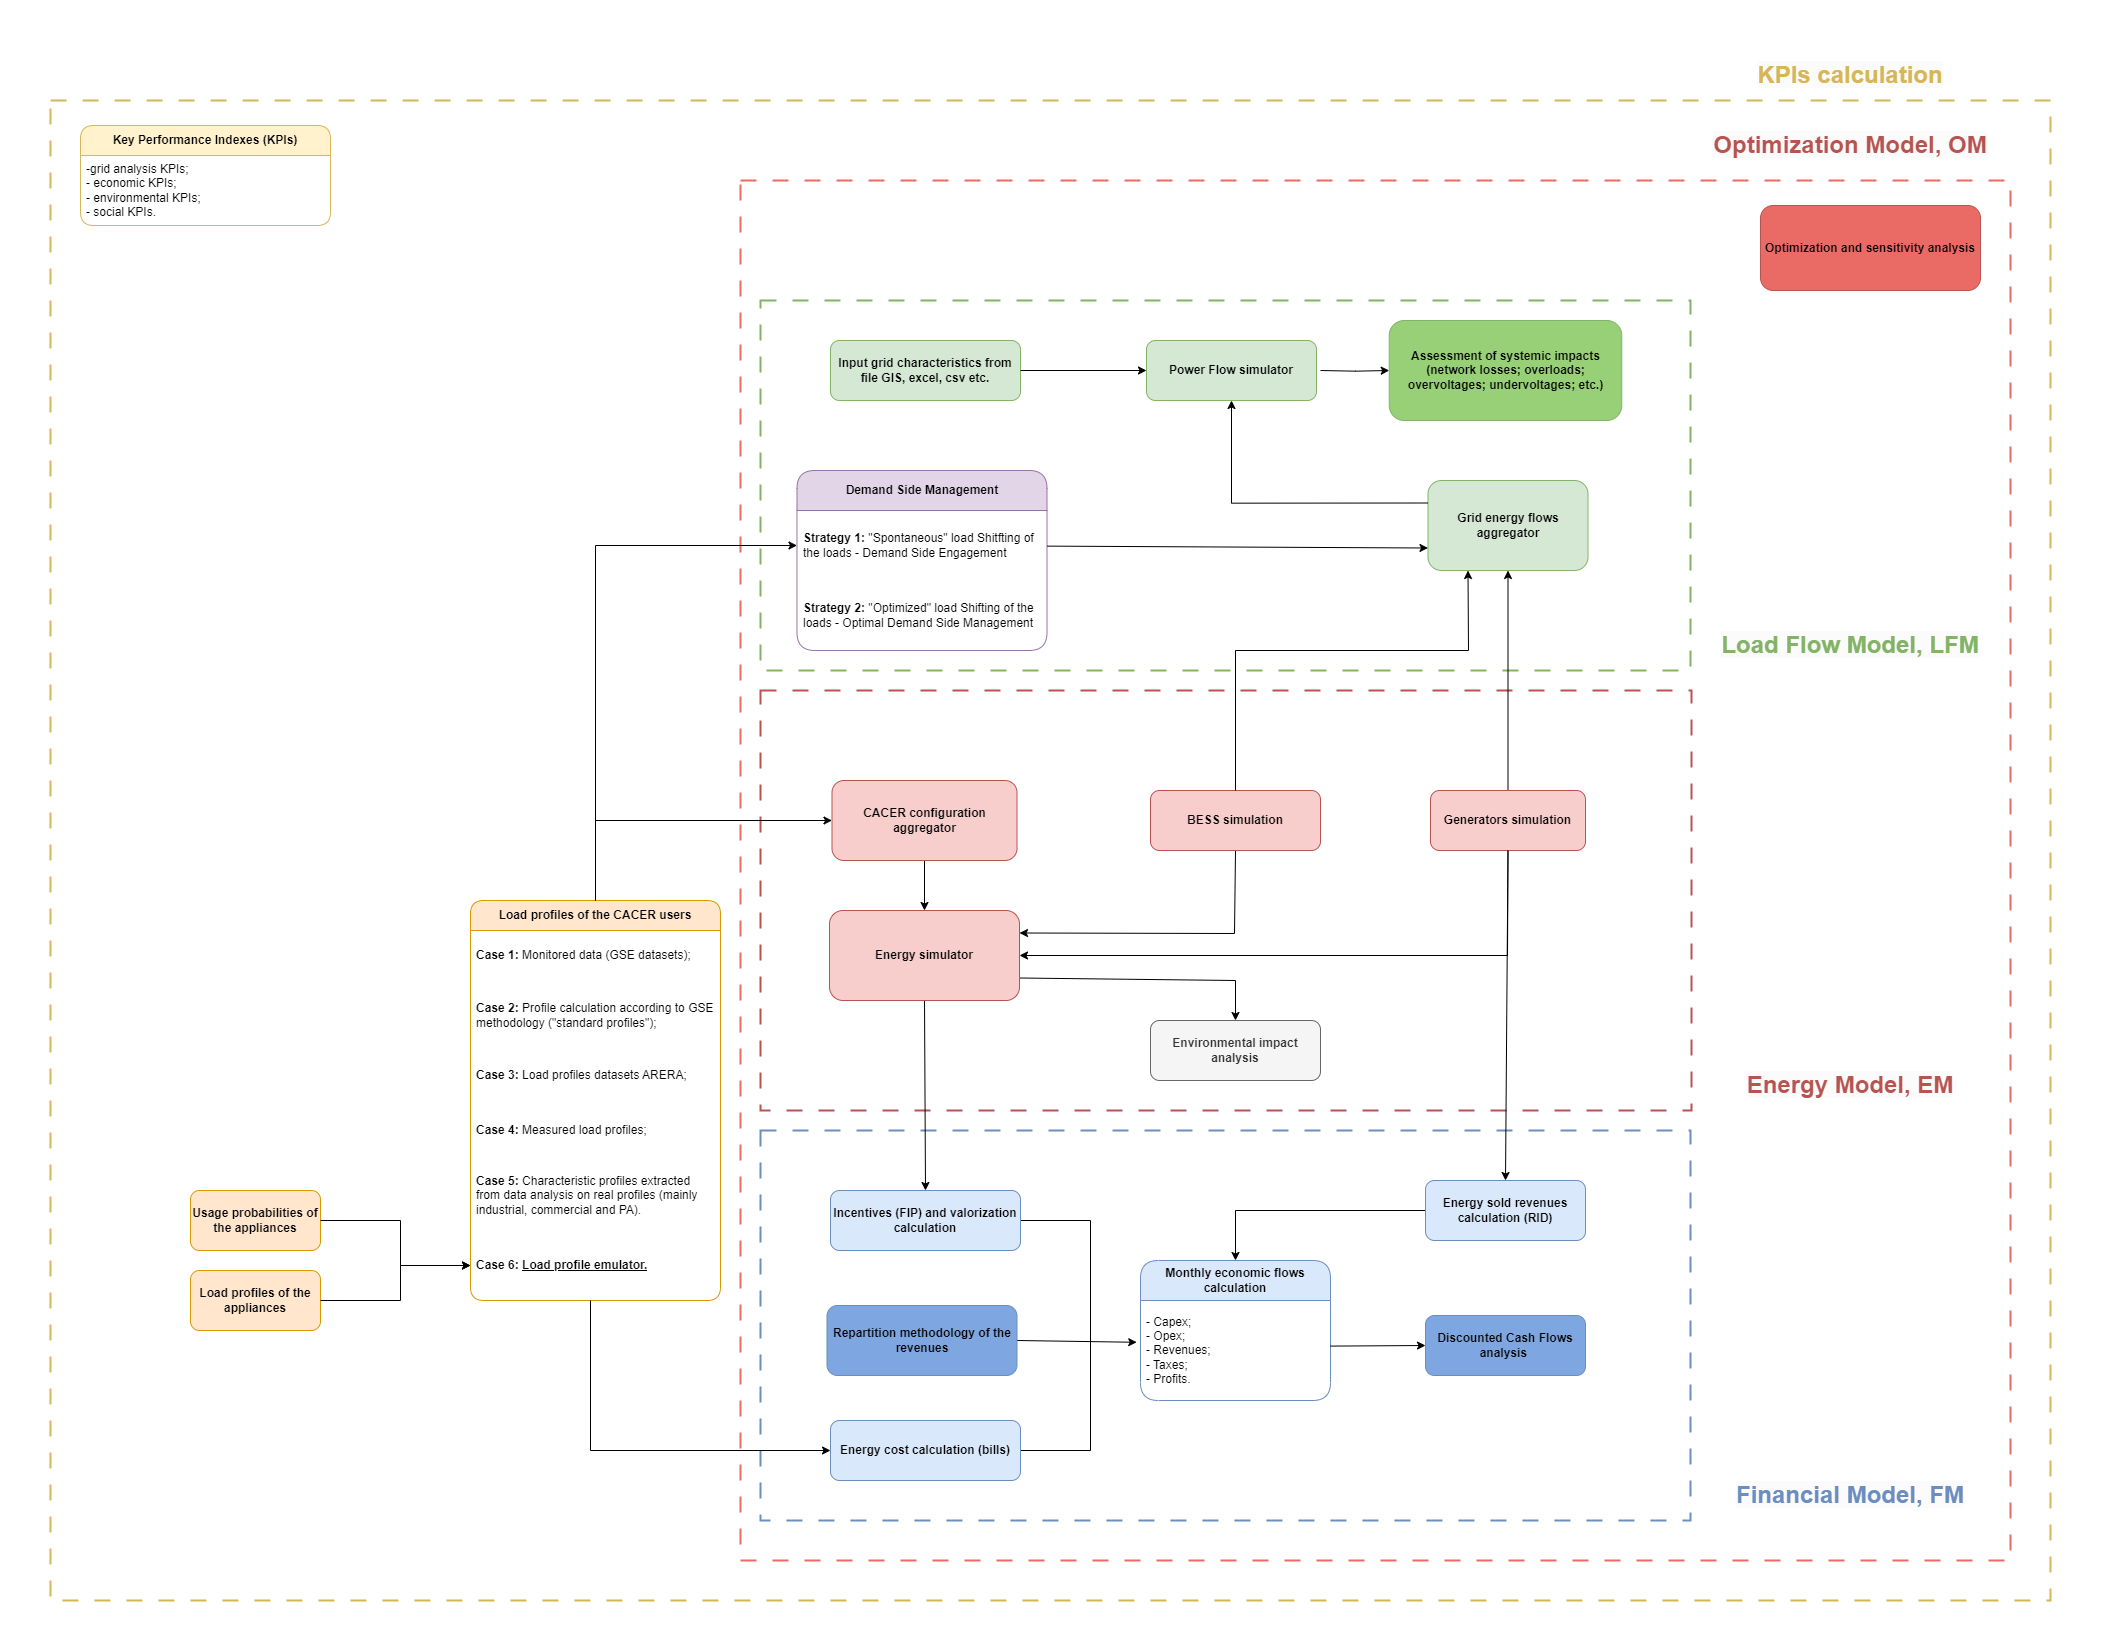 KPIs calculation
Key Performance Indexes (KPIs)
-grid analysis KPIs;
- economic KPIs;
- environmental KPIs;
- social KPIs.
Optimization Model, OM
Optimization and sensitivity analysis
Input grid characteristics from
file GIS, excel, csv etc.
Power Flow simulator
Assessment of systemic impacts
(network losses; overloads;
overvoltages; undervoltages; etc.)
Demand Side Management
Strategy 1: "Spontaneous" load Shitfting of
the loads - Demand Side Engagement
Strategy 2: "Optimized" load Shifting of the
loads - Optimal Demand Side Management
Grid energy flows
aggregator
Load Flow Model, LFM
CACER configuration
aggregator
BESS simulation
Generators simulation
Energy simulator
Environmental impact
analysis
Energy Model, EM
Load profiles of the CACER users
Case 1: Monitored data (GSE datasets);
Case 2: Profile calculation according to GSE
methodology ("standard profiles");
Case 3: Load profiles datasets ARERA;
Case 4: Measured load profiles;
Case 5: Characteristic profiles extracted
from data analysis on real profiles (mainly
industrial, commercial and PA).
Case 6: Load profile emulator.
Usage probabilities of
the appliances
Load profiles of the
appliances
Incentives (FIP) and valorization
calculation
Energy sold revenues
calculation (RID)
Repartition methodology of the
revenues
Monthly economic flows
calculation
- Capex;
- Opex;
- Revenues;
- Taxes;
- Profits.
Discounted Cash Flows
analysis
Energy cost calculation (bills)
Financial Model, FM